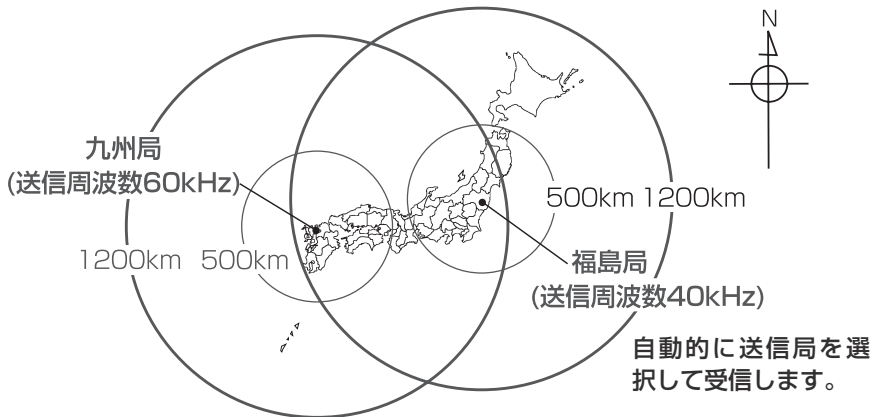 N
九州局
(送信周波数60kHz)
500km 1200km
1200km 500km
福島局
(送信周波数40kHz)
自動的に送信局を選
択して受信します。